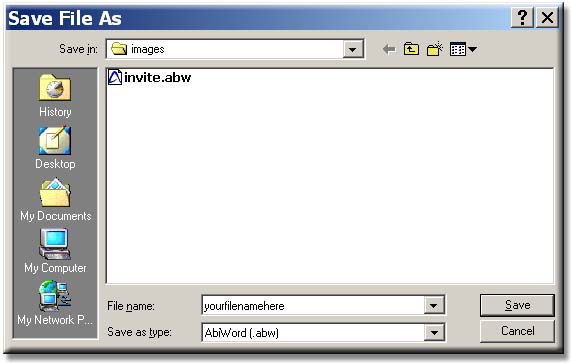 Save File As
Save in: images
invite.abw
History
Desktop
My Documents
My Computer
My Network P...
File name: yourfilenamehere Save
Save as type: AbiWord (.abw) Cancel